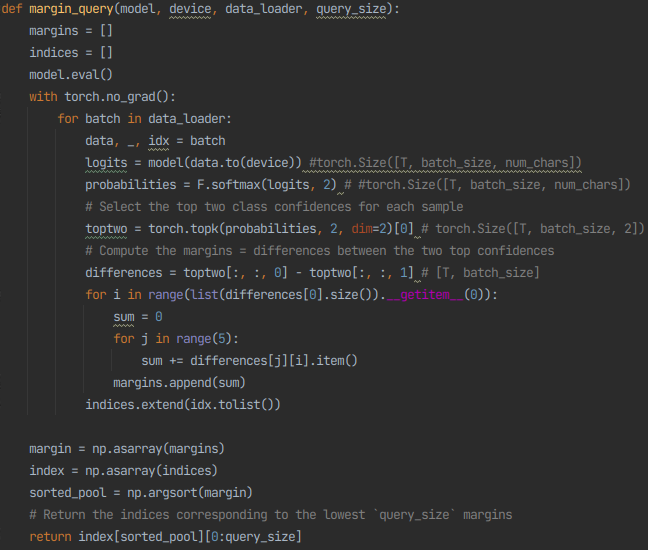 def margin_query(model, device, data_loader, query_size):
    margins = []
    indices = []
    model.eval()
    with torch.no_grad():
        for batch in data_loader:
            data, _, idx = batch
            logits = model(data.to(device)) #torch.Size([T, batch_size, num_chars])
            probabilities = F.softmax(logits, 2) # #torch.Size([T, batch_size, num_chars])
            # Select the top two class confidences for each sample
            toptwo = torch.topk(probabilities, 2, dim=2)[0] # torch.Size([T, batch_size, 2])
            # Compute the margins = differences between the two top confidences
            differences = toptwo[:, :, 0] - toptwo[:, :, 1] # [T, batch_size]
            for i in range(list(differences[0].size()).__getitem__(0)):
                sum = 0
                for j in range(5):
                    sum += differences[j][i].item()
                margins.append(sum)
            indices.extend(idx.tolist())

    margin = np.asarray(margins)
    index = np.asarray(indices)
    sorted_pool = np.argsort(margin)
    # Return the indices corresponding to the lowest `query_size` margins
    return index[sorted_pool][0:query_size]